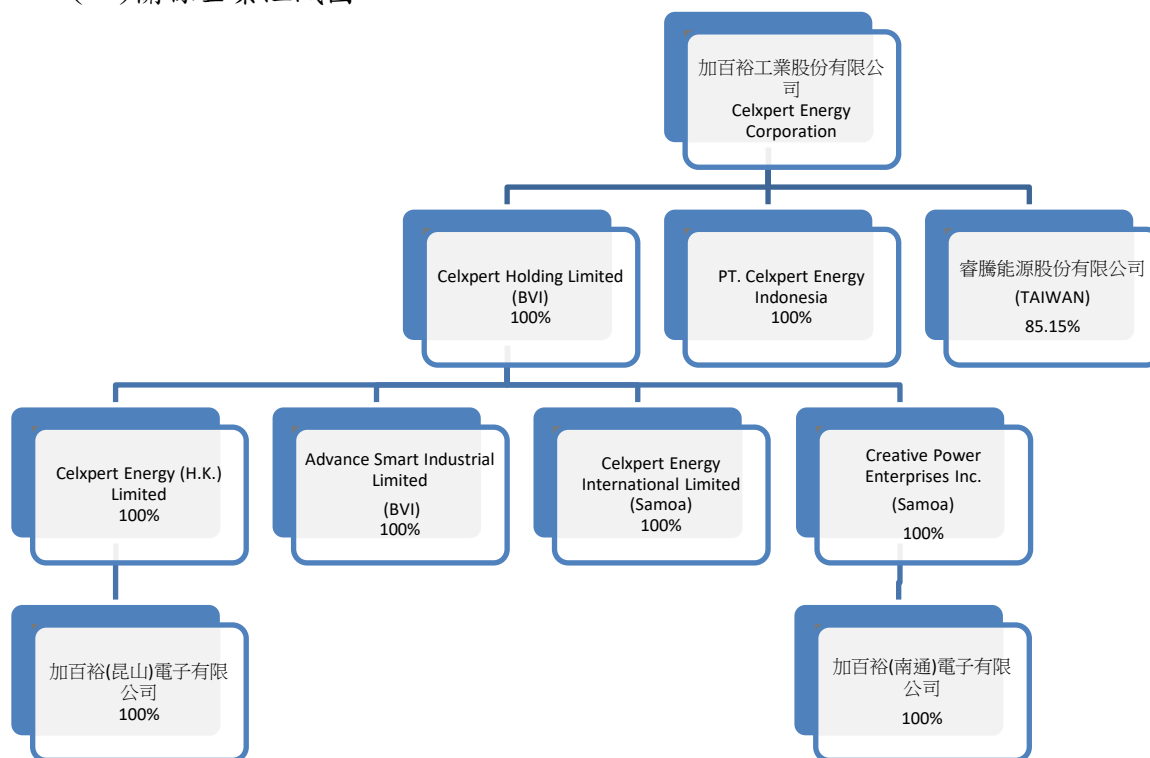 加百裕工業股份有限公
司
Celxpert Energy
Corporation
Celxpert Holding Limited
(BVI)
100%
PT. Celxpert Energy
Indonesia
100%
睿騰能源股份有限公司
(TAIWAN)
85.15%
Celxpert Energy (H.K.)
Limited
100%
Advance Smart Industrial
Limited
(BVI)
100%
Celxpert Energy
International Limited
(Samoa)
100%
Creative Power
Enterprises Inc.
(Samoa)
100%
加百裕(昆山)電子有限
公司
100%
加百裕(南通)電子有限
公司
100%